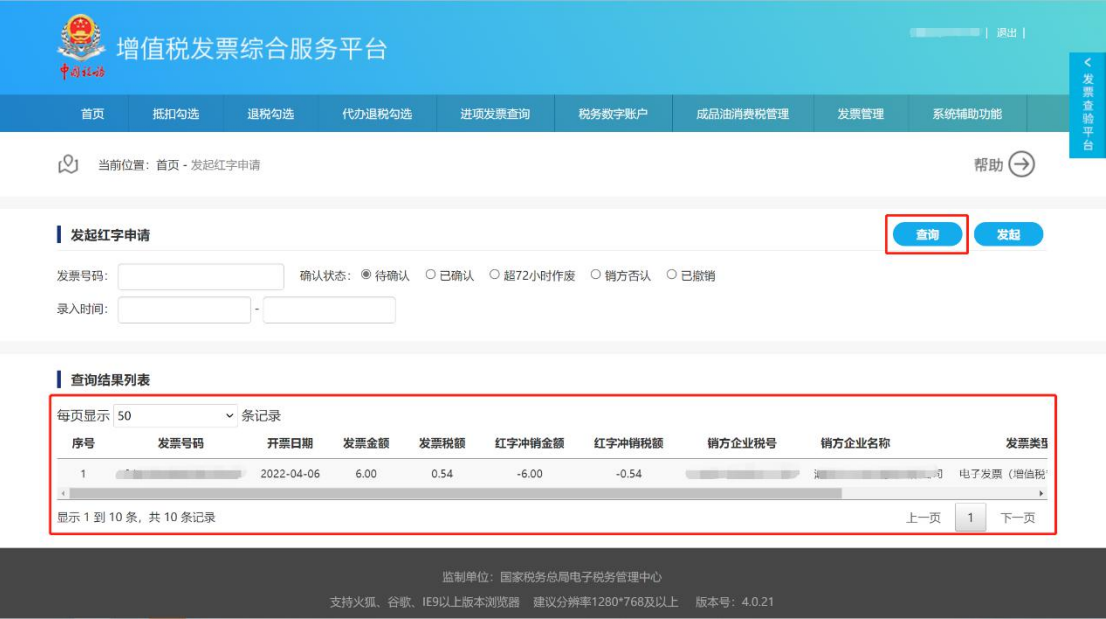 中国税务
增值税发票综合服务平台
| 退出 |
< 发票查验平台
首页 抵扣勾选 退税勾选 代办退税勾选 进项发票查询 税务数字账户 成品油消费税管理 发票管理 系统辅助功能
当前位置：首页 - 发起红字申请
帮助
发起红字申请
查询 发起
发票号码： 确认状态： 待确认 已确认 超72小时作废 销方否认 已撤销
录入时间： -
查询结果列表
每页显示 50 条记录
序号 发票号码 开票日期 发票金额 发票税额 红字冲销金额 红字冲销税额 销方企业税号 销方企业名称 发票类型
1 2022-04-06 6.00 0.54 -6.00 -0.54 司 电子发票（增值税
显示 1 到 10 条，共 10 条记录
上一页 1 下一页
监制单位：国家税务总局电子税务管理中心
支持火狐、谷歌、IE9以上版本浏览器 建议分辨率1280*768及以上 版本号：4.0.21